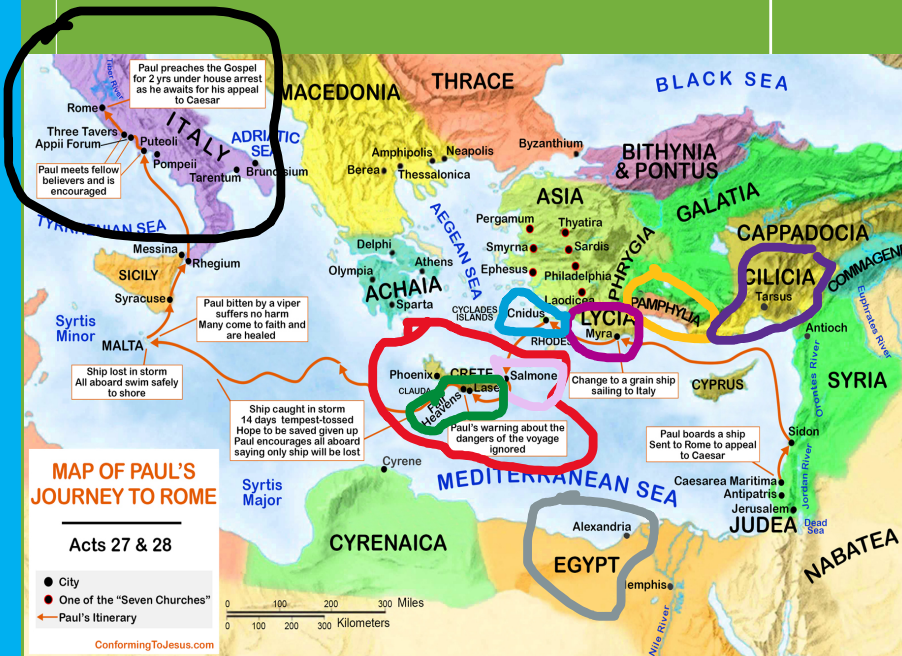 BLACK SEA
THRACE
MACEDONIA
Tiber River
Paul preaches the Gospel
for 2 yrs under house arrest
as he awaits for his appeal
to Caesar
Rome
ITALY
Three Tavers
Appii Forum
Puteoli
Pompeii
ADRIATIC
SEA
Tarentum
Brundisium
Paul meets fellow
believers and is
encouraged
Byzanthium
BITHYNIA
& PONTUS
Amphipolis
Neapolis
Berea
Thessalonica
ASIA
GALATIA
Pergamum
Thyatira
Smyrna
Sardis
Ephesus
Philadelphia
Laodicea
PHRYGIA
CAPPADOCIA
COMMAGENE
CILICIA
Tarsus
PAMPHYLIA
AEGEAN SEA
TYRRHENIAN SEA
Messina
Rhegium
SICILY
Syracuse
Delphi
Olympia
Athens
ACHAIA
Sparta
CYCLADES
ISLANDS
Cnidus
RHODES
LYCIA
Myra
Euphrates River
Antioch
Orontes River
SYRIA
Syrtis
Minor
MALTA
Paul bitten by a viper
suffers no harm
Many come to faith and
are healed
Ship lost in storm
All aboard swim safely
to shore
Phoenix
CRETE
Salmone
CLAUDA
Fair
Heavens
Lase
Change to a grain ship
sailing to Italy
CYPRUS
Ship caught in storm
14 days tempest-tossed
Hope to be saved given up
Paul encourages all aboard
saying only ship will be lost
Paul's warning about the
dangers of the voyage
ignored
Paul boards a ship
Sent to Rome to appeal
to Caesar
Sidon
Cyrene
MEDITERRANEAN SEA
Caesarea Maritima
Antipatris
Jerusalem
JUDEA
Jordan River
Dead
Sea
NABATEA
Syrtis
Major
CYRENAICA
Alexandria
EGYPT
Memphis
Nile River
MAP OF PAUL'S
JOURNEY TO ROME
Acts 27 & 28
City
One of the “Seven Churches”
Paul's Itinerary
ConformingToJesus.com
0 100 200 300 Miles
0 100 200 300 Kilometers